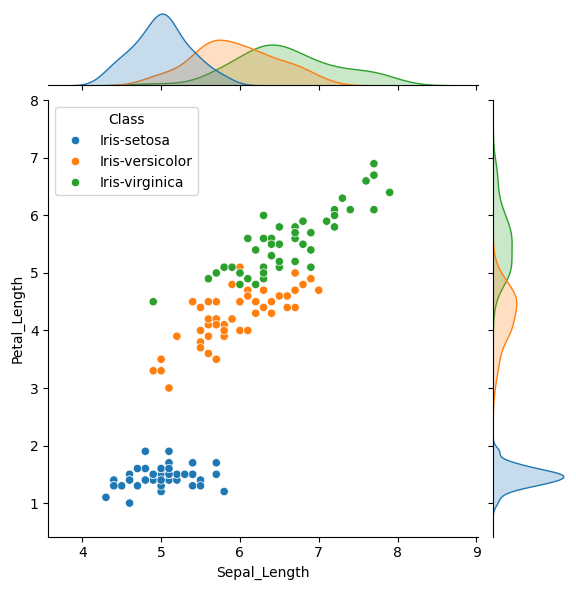 Class
Iris-setosa
Iris-versicolor
Iris-virginica
8
7
6
5
4
3
2
1
Petal_Length
4 5 6 7 8 9
Sepal_Length